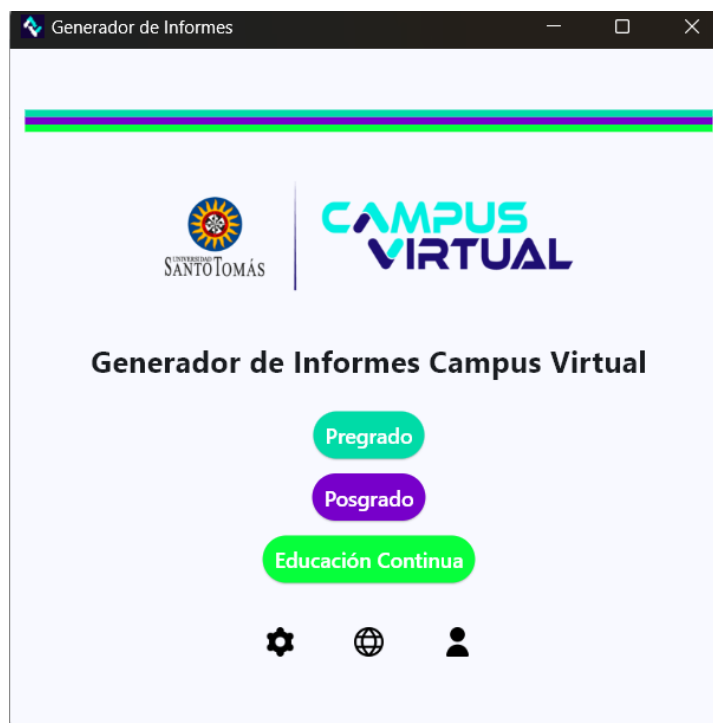 Generador de Informes
CAMPUS
VIRTUAL
UNIVERSIDAD
SANTO TOMÁS
Generador de Informes Campus Virtual
Pregrado
Posgrado
Educación Continua